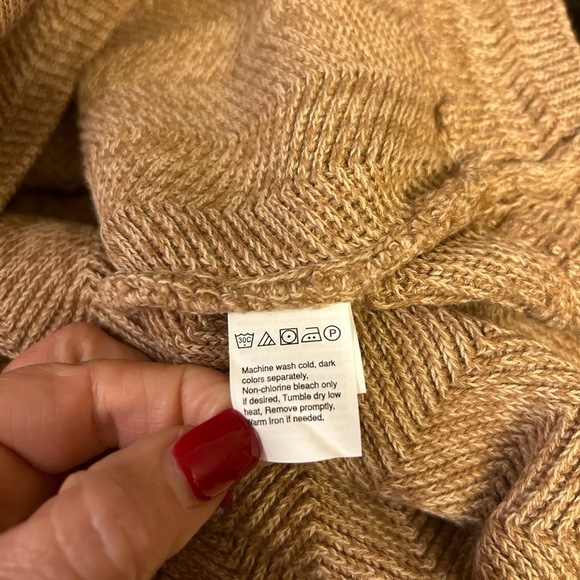 30C P
Machine wash cold, dark
colors separately.
Non-chlorine bleach only
if desired, Tumble dry low
heat, Remove promptly,
Warm Iron if needed.